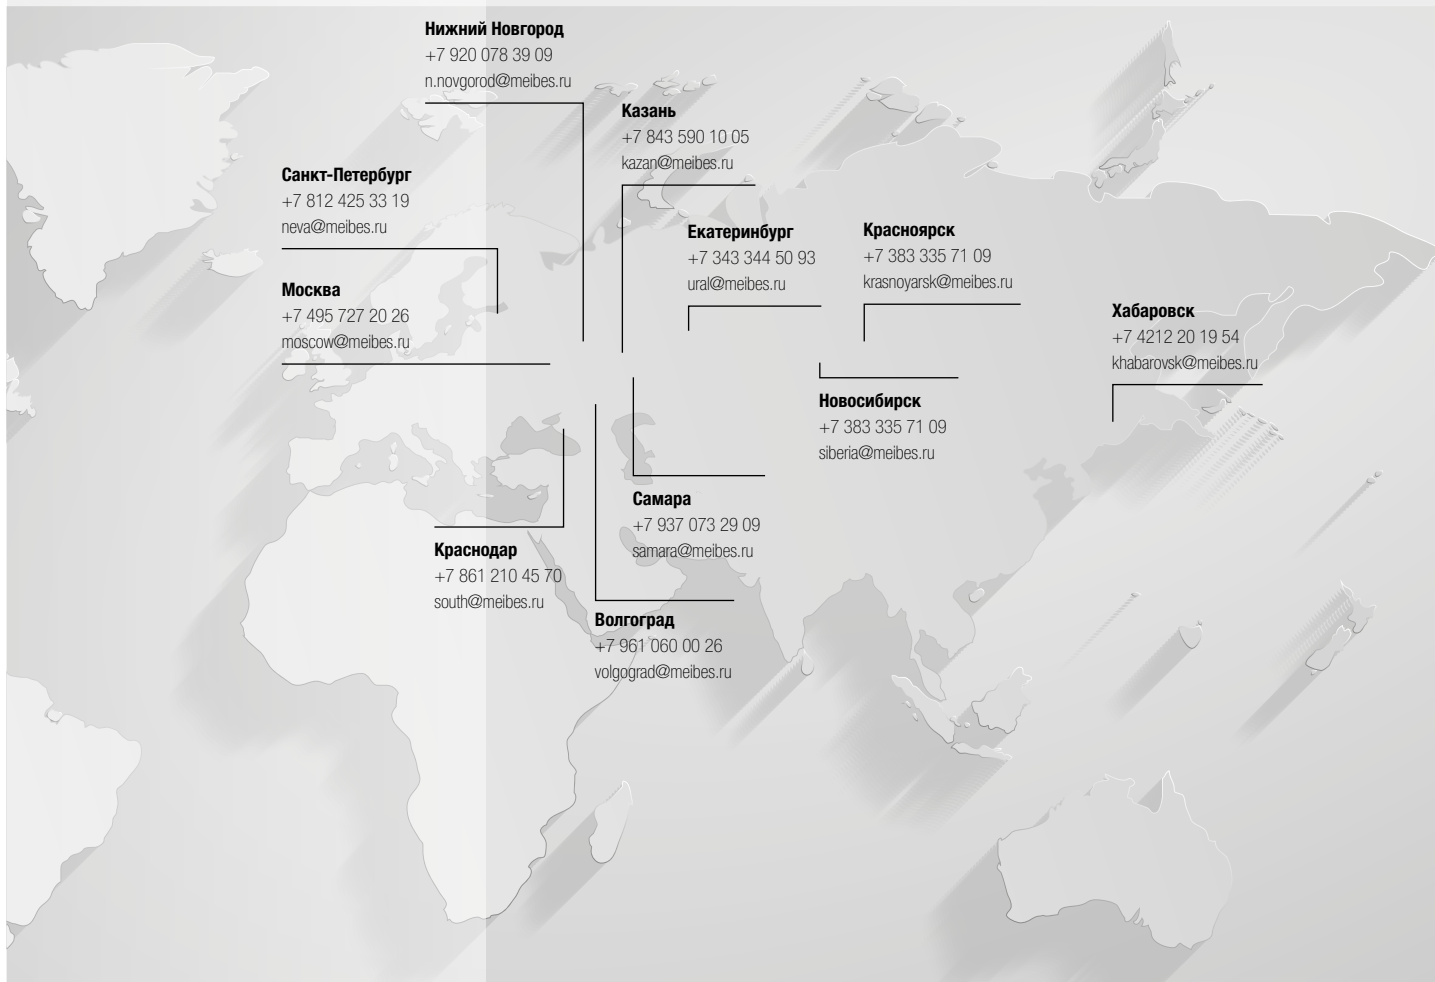 Нижний Новгород
+7 920 078 39 09
n.novgorod@meibes.ru
Казань
+7 843 590 10 05
kazan@meibes.ru
Санкт-Петербург
+7 812 425 33 19
neva@meibes.ru
Екатеринбург
+7 343 344 50 93
ural@meibes.ru
Красноярск
+7 383 335 71 09
krasnoyarsk@meibes.ru
Москва
+7 495 727 20 26
moscow@meibes.ru
Хабаровск
+7 4212 20 19 54
khabarovsk@meibes.ru
Новосибирск
+7 383 335 71 09
siberia@meibes.ru
Самара
+7 937 073 29 09
samara@meibes.ru
Краснодар
+7 861 210 45 70
south@meibes.ru
Волгоград
+7 961 060 00 26
volgograd@meibes.ru